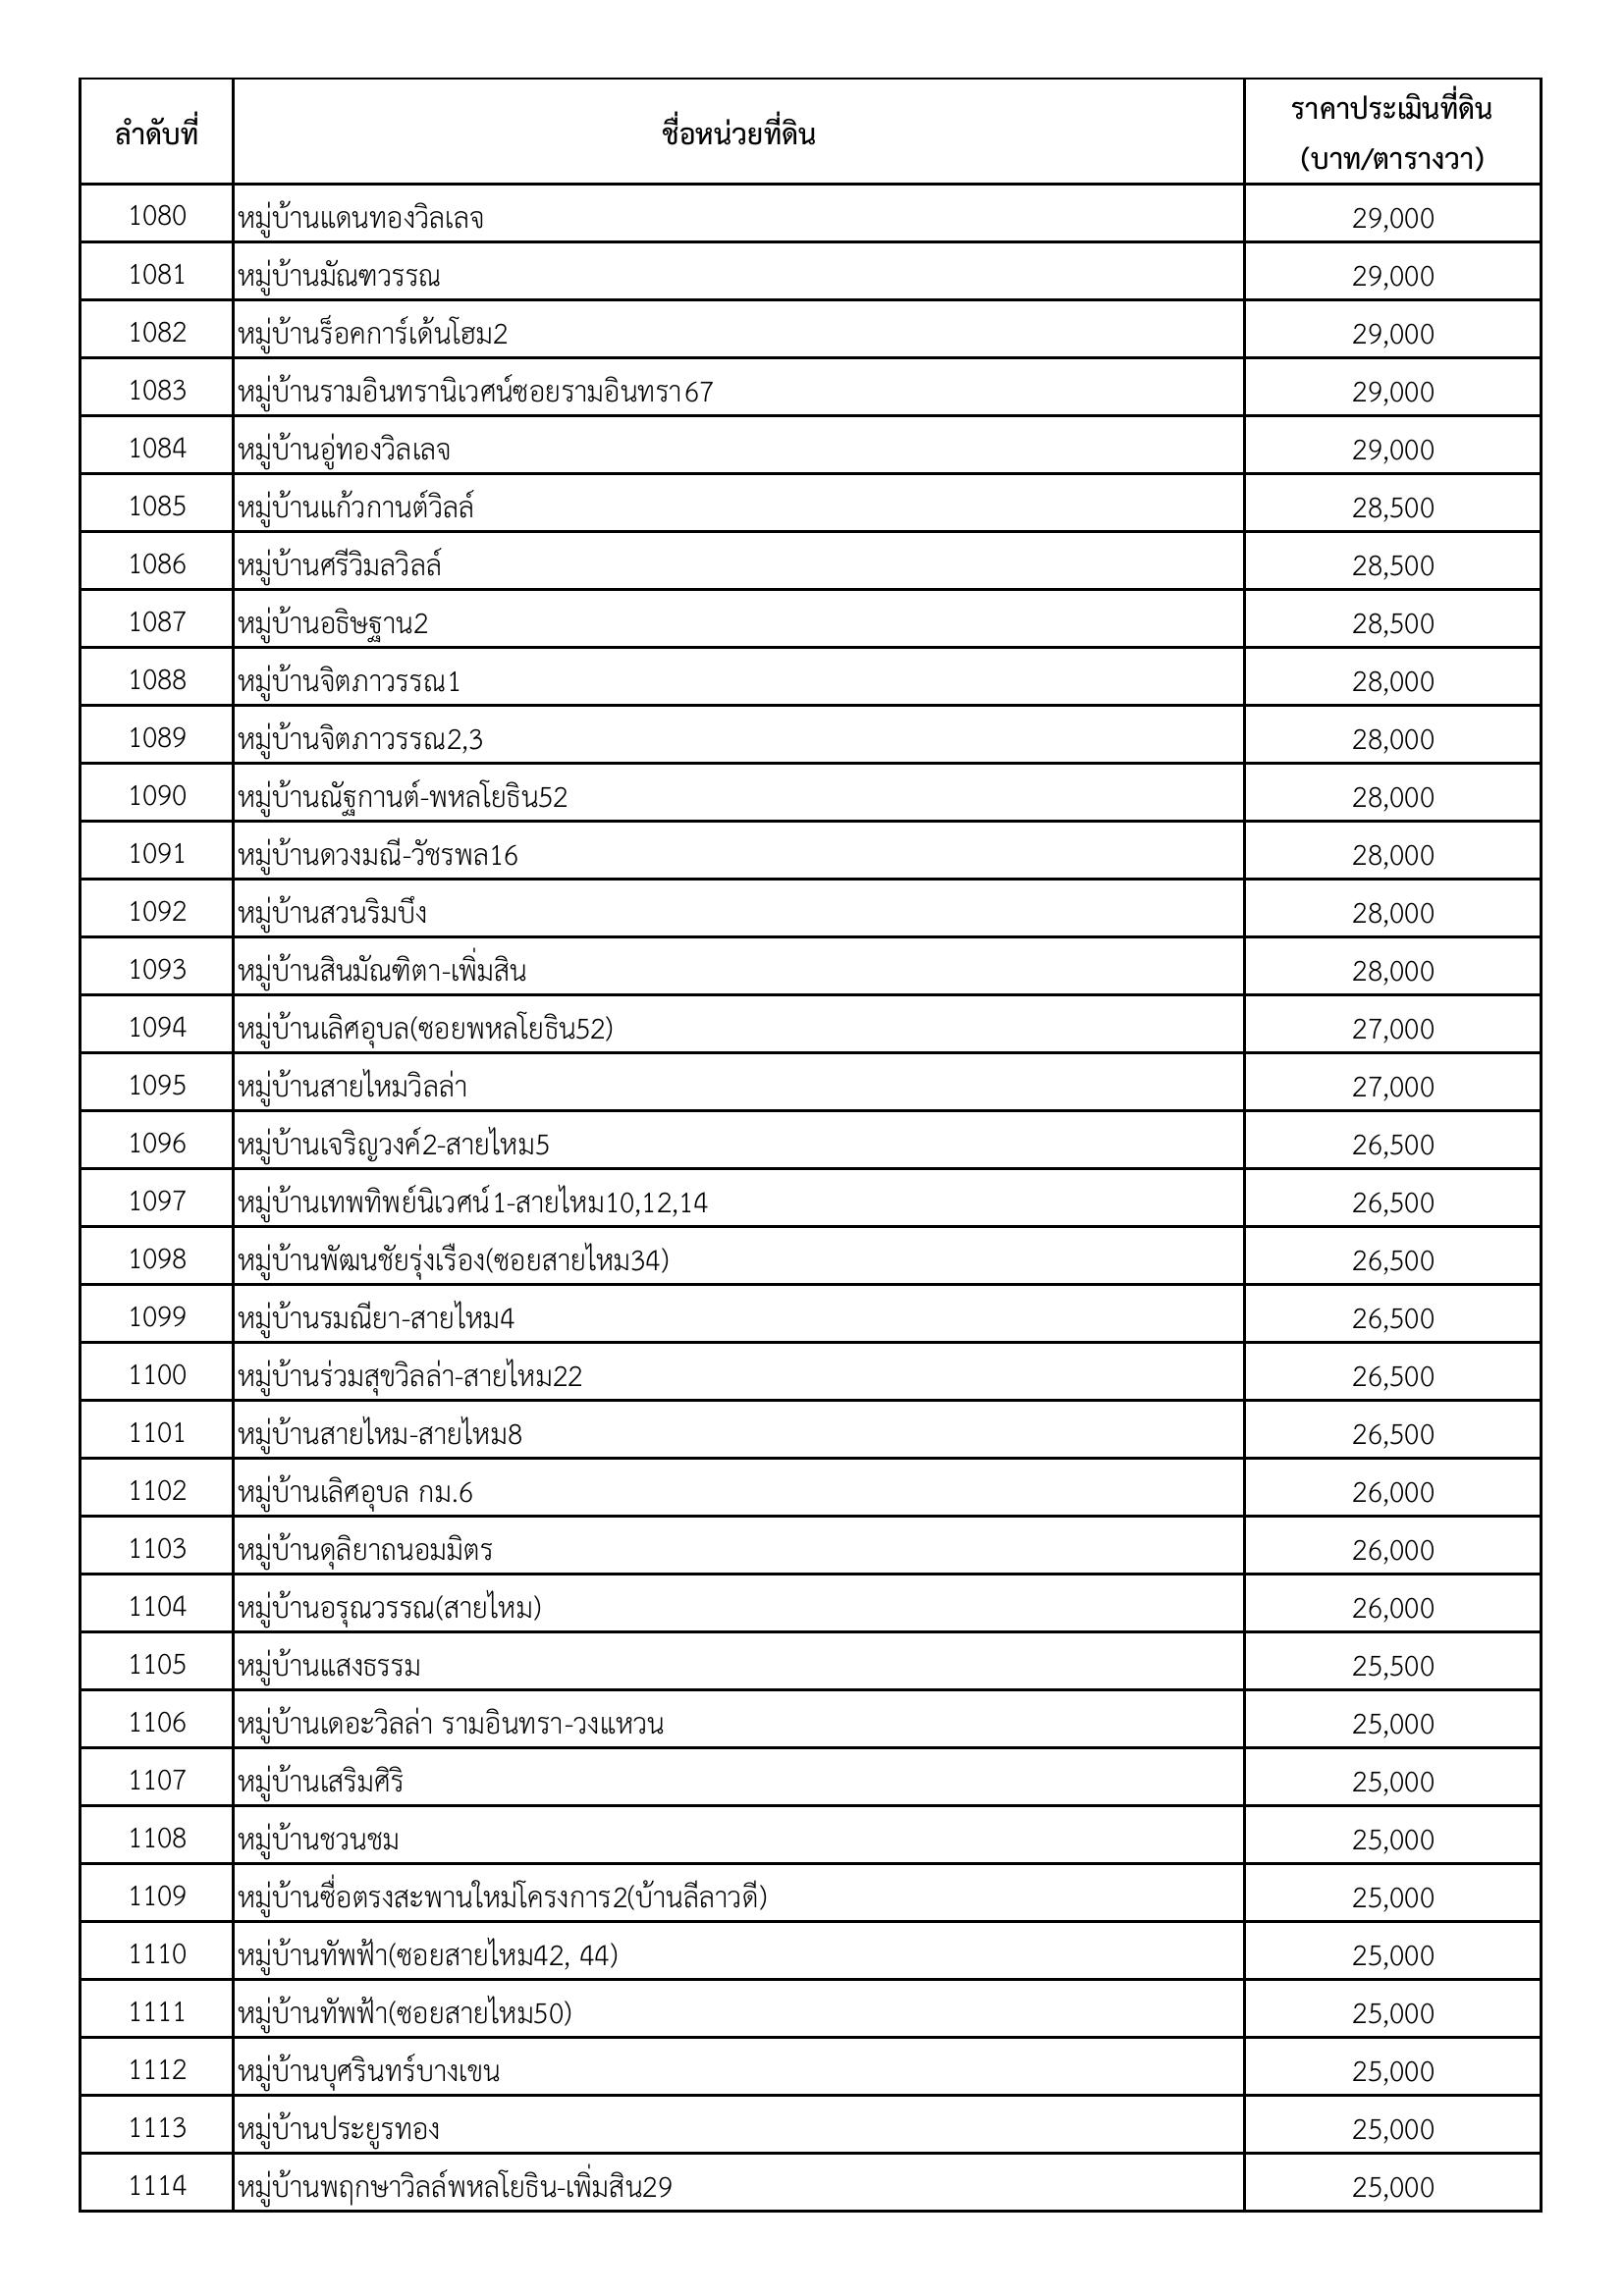 ลำดับที่ ชื่อหน่วยที่ดิน ราคาประเมินที่ดิน (บาท/ตารางวา)
1080 หมู่บ้านแดนทองวิลเลจ 29,000
1081 หมู่บ้านมัณฑวรรณ 29,000
1082 หมู่บ้านร็อคการ์เด้นโฮม2 29,000
1083 หมู่บ้านรามอินทรานิเวศน์ซอยรามอินทรา67 29,000
1084 หมู่บ้านอู่ทองวิลเลจ 29,000
1085 หมู่บ้านแก้วกานต์วิลล์ 28,500
1086 หมู่บ้านศรีวิมลวิลล์ 28,500
1087 หมู่บ้านอธิษฐาน2 28,500
1088 หมู่บ้านจิตภาวรรณ1 28,000
1089 หมู่บ้านจิตภาวรรณ2,3 28,000
1090 หมู่บ้านณัฐกานต์-พหลโยธิน52 28,000
1091 หมู่บ้านดวงมณี-วัชรพล16 28,000
1092 หมู่บ้านสวนริมบึง 28,000
1093 หมู่บ้านสินมัณฑิตา-เพิ่มสิน 28,000
1094 หมู่บ้านเลิศอุบล(ซอยพหลโยธิน52) 27,000
1095 หมู่บ้านสายไหมวิลล่า 27,000
1096 หมู่บ้านเจริญวงค์2-สายไหม5 26,500
1097 หมู่บ้านเทพทิพย์นิเวศน์1-สายไหม10,12,14 26,500
1098 หมู่บ้านพัฒนชัยรุ่งเรือง(ซอยสายไหม34) 26,500
1099 หมู่บ้านรมณียา-สายไหม4 26,500
1100 หมู่บ้านร่วมสุขวิลล่า-สายไหม22 26,500
1101 หมู่บ้านสายไหม-สายไหม8 26,500
1102 หมู่บ้านเลิศอุบล กม.6 26,000
1103 หมู่บ้านดุลิยาถนอมมิตร 26,000
1104 หมู่บ้านอรุณวรรณ(สายไหม) 26,000
1105 หมู่บ้านแสงธรรม 25,500
1106 หมู่บ้านเดอะวิลล่า รามอินทรา-วงแหวน 25,000
1107 หมู่บ้านเสริมศิริ 25,000
1108 หมู่บ้านชวนชม 25,000
1109 หมู่บ้านซื่อตรงสะพานใหม่โครงการ2(บ้านลีลาวดี) 25,000
1110 หมู่บ้านทัพฟ้า(ซอยสายไหม42, 44) 25,000
1111 หมู่บ้านทัพฟ้า(ซอยสายไหม50) 25,000
1112 หมู่บ้านบุศรินทร์บางเขน 25,000
1113 หมู่บ้านประยูรทอง 25,000
1114 หมู่บ้านพฤกษาวิลล์พหลโยธิน-เพิ่มสิน29 25,000